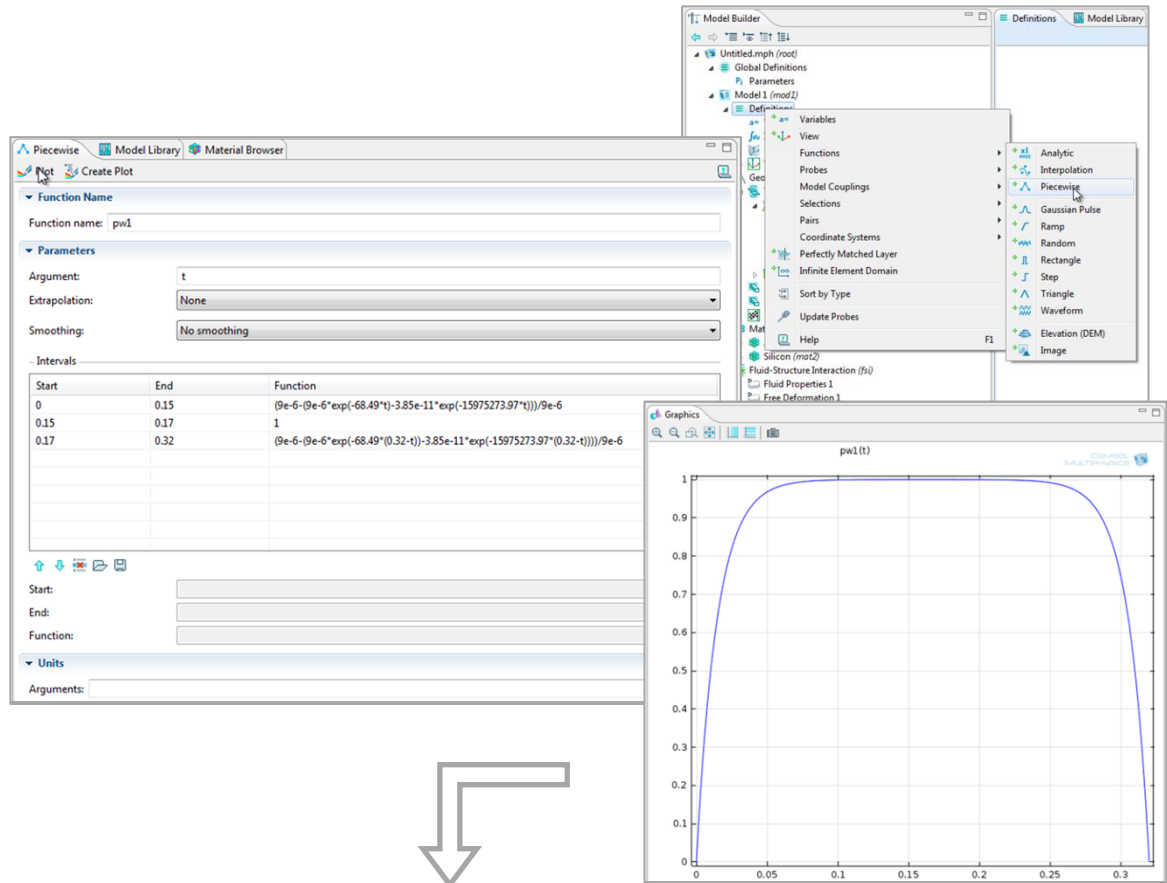 Model Builder
Definitions
Model Library
Untitled.mph (root)
Global Definitions
Pi Parameters
Model 1 (mod1)
Definitions
a=
Geo
Mat
Silicon (mat2)
Fluid-Structure Interaction (fsi)
Fluid Properties 1
Free Deformation 1
a= Variables
View
Functions
Probes
Model Couplings
Selections
Pairs
Coordinate Systems
Perfectly Matched Layer
Infinite Element Domain
Sort by Type
Update Probes
Help F1
Analytic
Interpolation
Piecewise
Gaussian Pulse
Ramp
Random
Rectangle
Step
Triangle
Waveform
Elevation (DEM)
Image
Piecewise
Model Library
Material Browser
Plot
Create Plot
Function Name
Function name: pw1
Parameters
Argument: t
Extrapolation: None
Smoothing: No smoothing
Intervals
Start End Function
0 0.15 (9e-6-(9e-6*exp(-68.49*t)-3.85e-11*exp(-15975273.97*t)))/9e-6
0.15 0.17 1
0.17 0.32 (9e-6-(9e-6*exp(-68.49*(0.32-t))-3.85e-11*exp(-15975273.97*(0.32-t))))/9e-6
Start:
End:
Function:
Units
Arguments:
Graphics
pw1(t)
COMSOL
MULTIPHYSICS
1
0.9
0.8
0.7
0.6
0.5
0.4
0.3
0.2
0.1
0
0 0.05 0.1 0.15 0.2 0.25 0.3